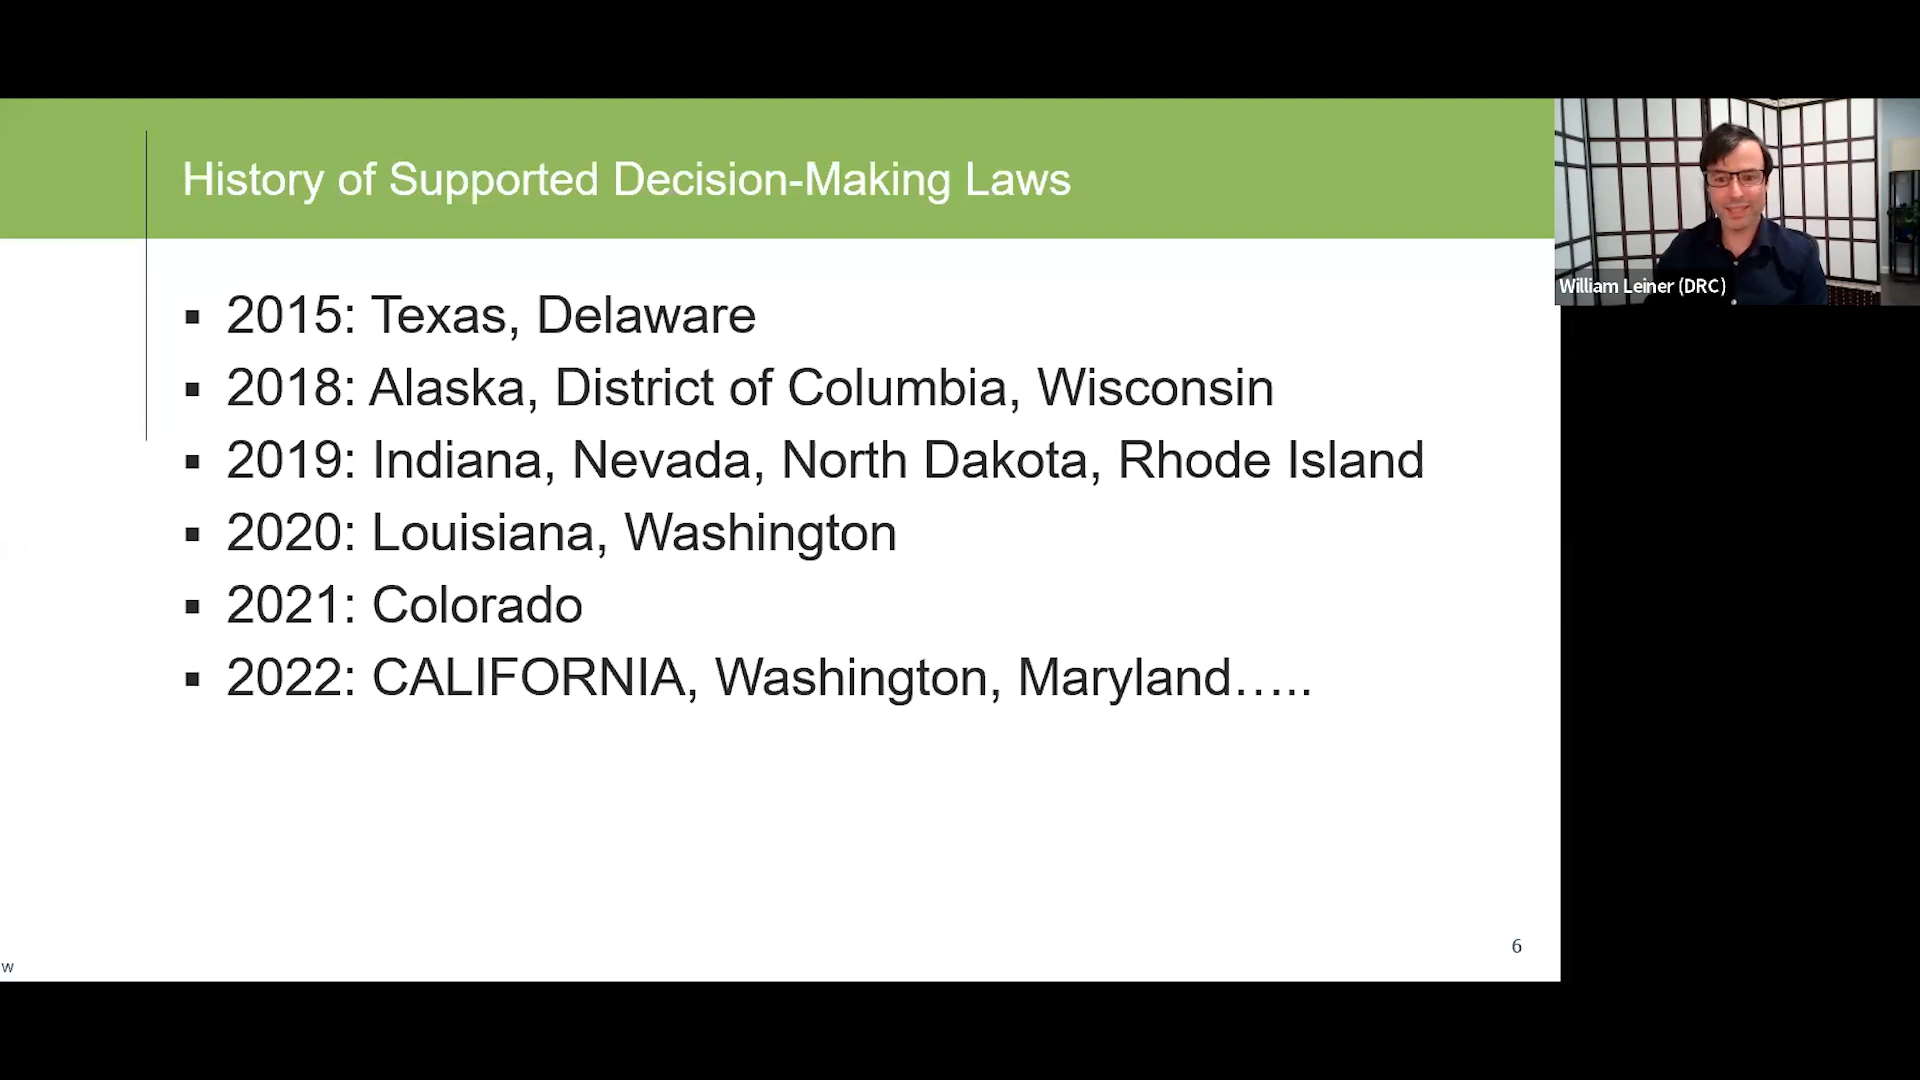 History of Supported Decision-Making Laws
▪ 2015: Texas, Delaware
▪ 2018: Alaska, District of Columbia, Wisconsin
▪ 2019: Indiana, Nevada, North Dakota, Rhode Island
▪ 2020: Louisiana, Washington
▪ 2021: Colorado
▪ 2022: CALIFORNIA, Washington, Maryland…..
William Leiner (DRC)
6
w